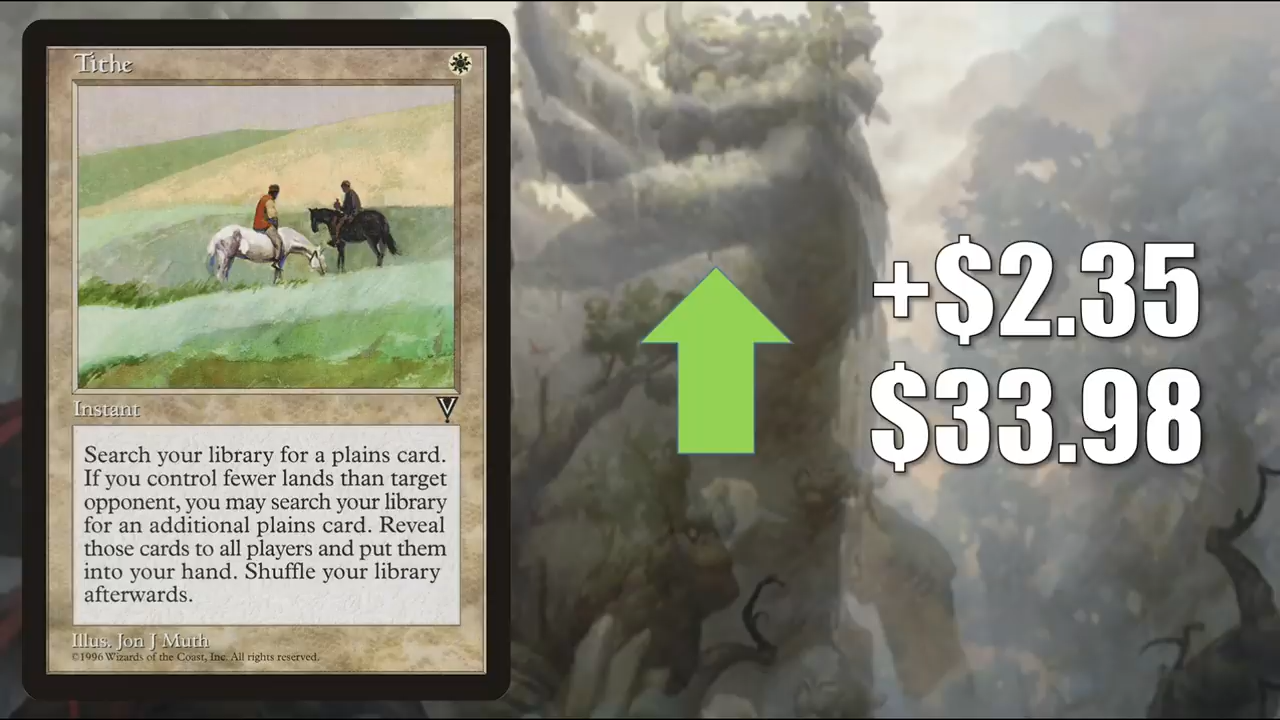 Tithe
Instant
Search your library for a plains card.
If you control fewer lands than target
opponent, you may search your library
for an additional plains card. Reveal
those cards to all players and put them
into your hand. Shuffle your library
afterwards.
Illus. Jon J Muth
©1996 Wizards of the Coast, Inc. All rights reserved.
+$2.35
$33.98